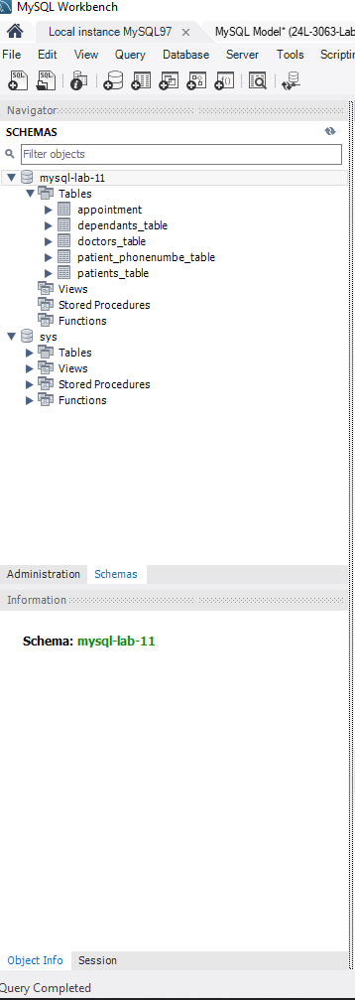 MySQL Workbench
Local instance MySQL97 × MySQL Model* (24L-3063-Lab
File Edit View Query Database Server Tools Scriptin
Navigator
SCHEMAS
Filter objects
mysql-lab-11
Tables
appointment
dependants_table
doctors_table
patient_phonenumbe_table
patients_table
Views
Stored Procedures
Functions
sys
Tables
Views
Stored Procedures
Functions
Administration Schemas
Information
Schema: mysql-lab-11
Object Info Session
Query Completed